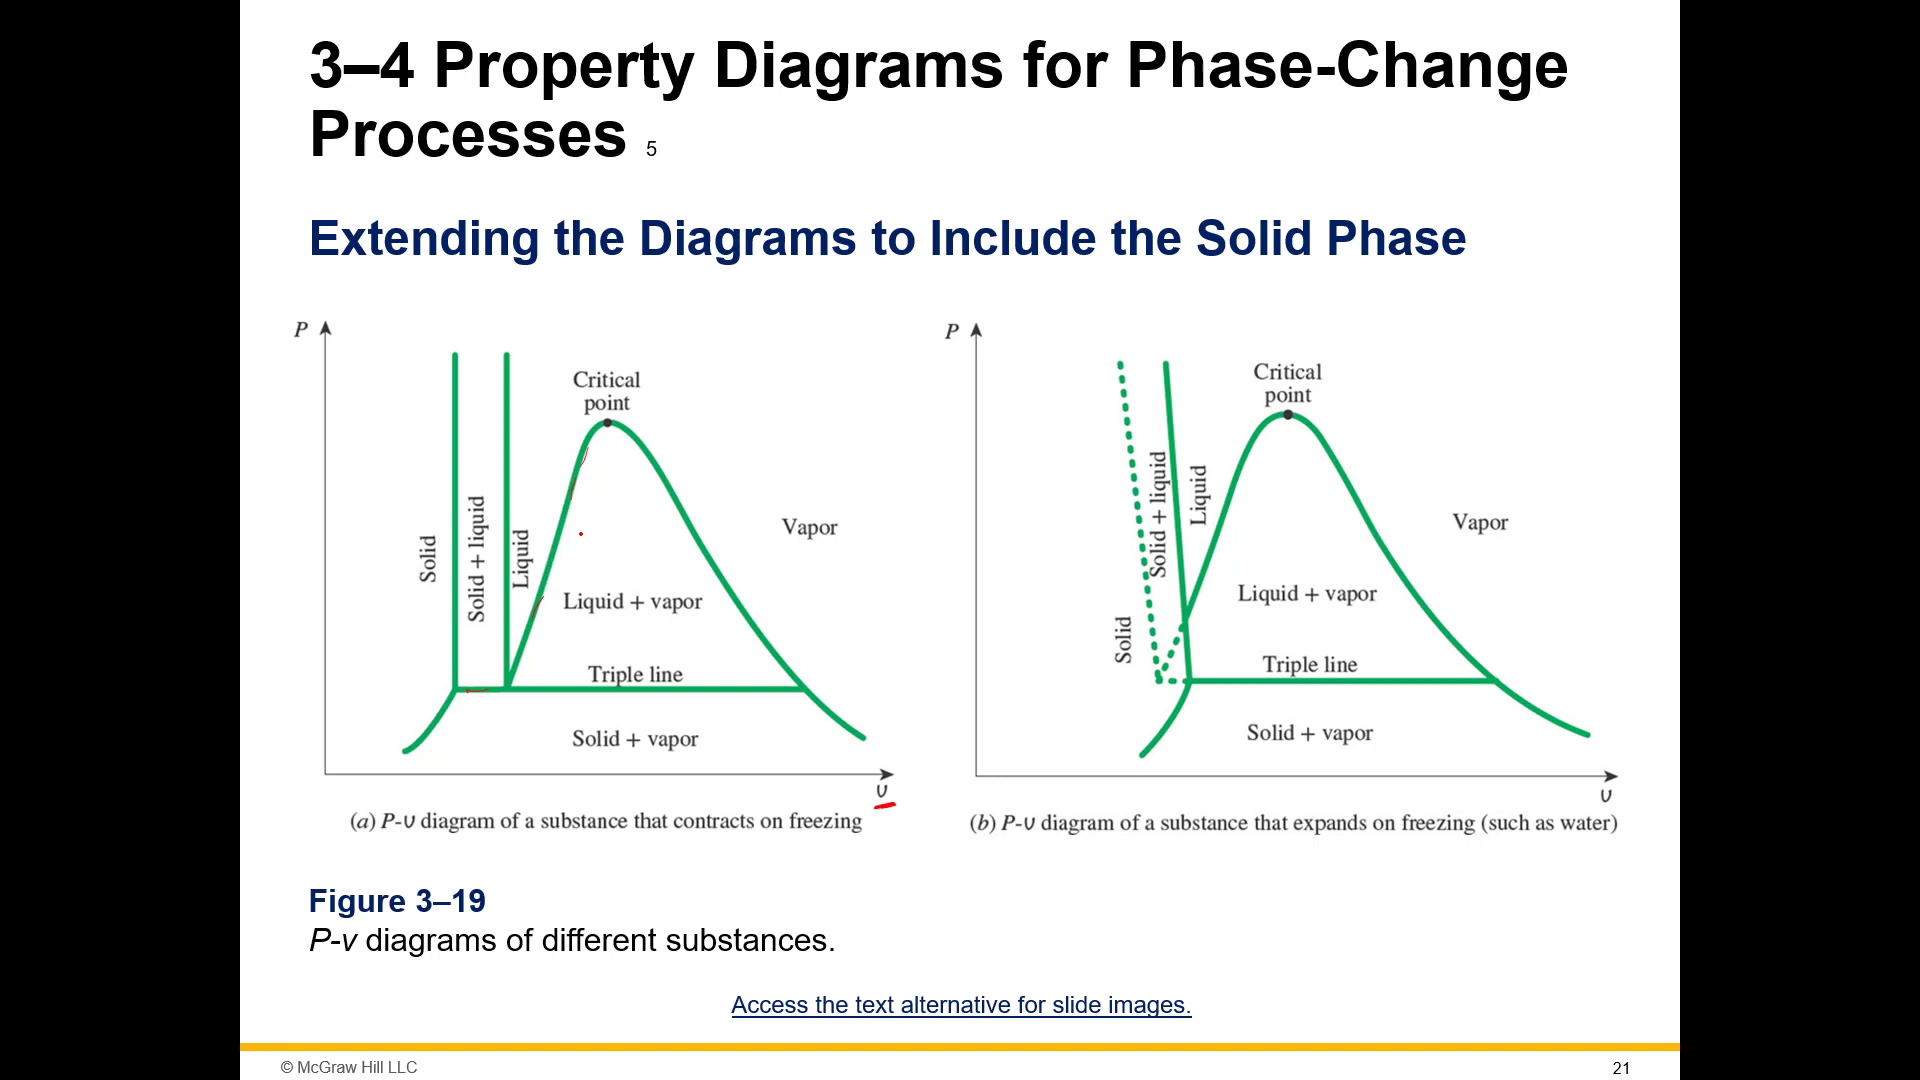 3–4 Property Diagrams for Phase-Change
Processes 5
Extending the Diagrams to Include the Solid Phase
P
Critical
point
Solid
Solid + liquid
Liquid
Vapor
Liquid + vapor
Triple line
Solid + vapor
υ
(a) P-υ diagram of a substance that contracts on freezing
P
Critical
point
Solid
Solid + liquid
Liquid
Vapor
Liquid + vapor
Triple line
Solid + vapor
υ
(b) P-υ diagram of a substance that expands on freezing (such as water)
Figure 3–19
P-v diagrams of different substances.
Access the text alternative for slide images.
© McGraw Hill LLC
21